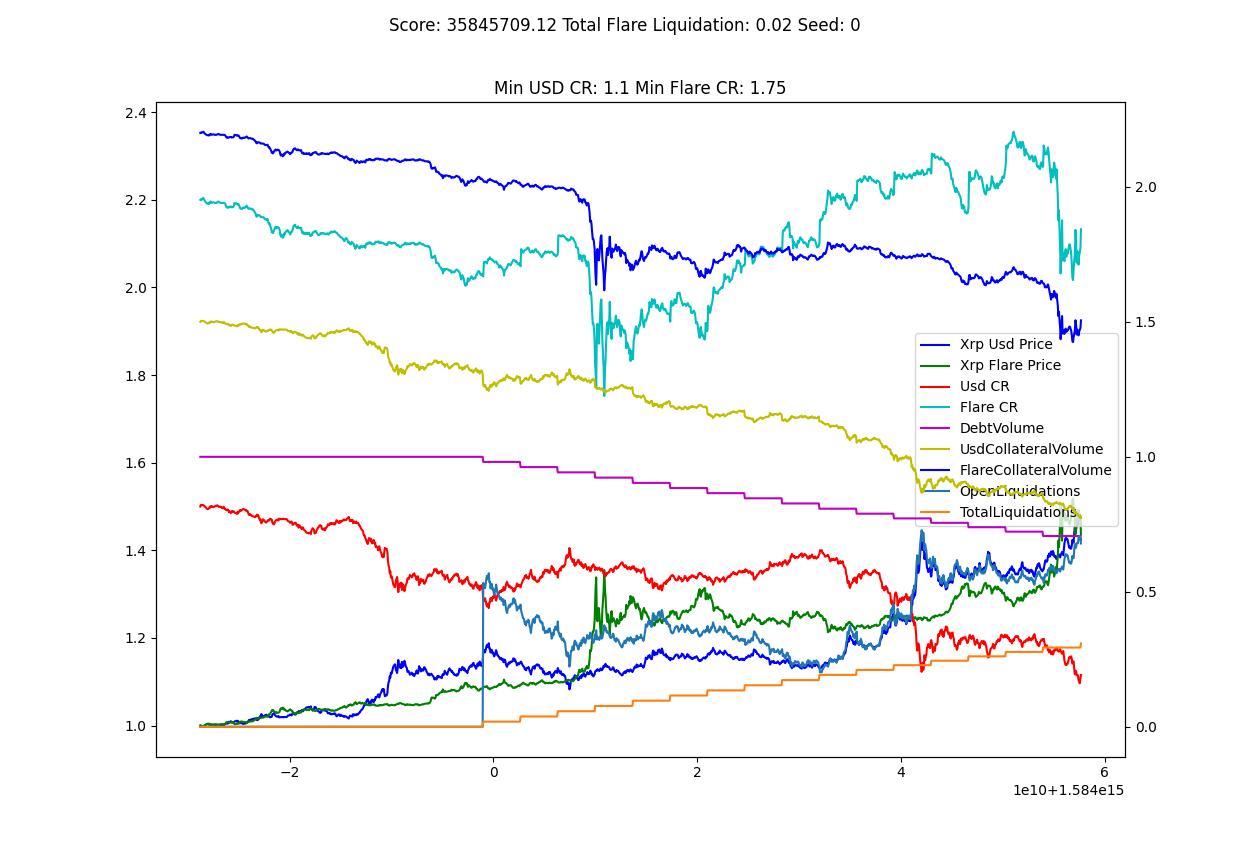 Score: 35845709.12 Total Flare Liquidation: 0.02 Seed: 0
Min USD CR: 1.1 Min Flare CR: 1.75
2.4
2.2
2.0
1.8
1.6
1.4
1.2
1.0
2.0
1.5
1.0
0.5
0.0
Xrp Usd Price
Xrp Flare Price
Usd CR
Flare CR
DebtVolume
UsdCollateralVolume
FlareCollateralVolume
OpenLiquidations
TotalLiquidations
−2 0 2 4 6
1e10+1.584e15